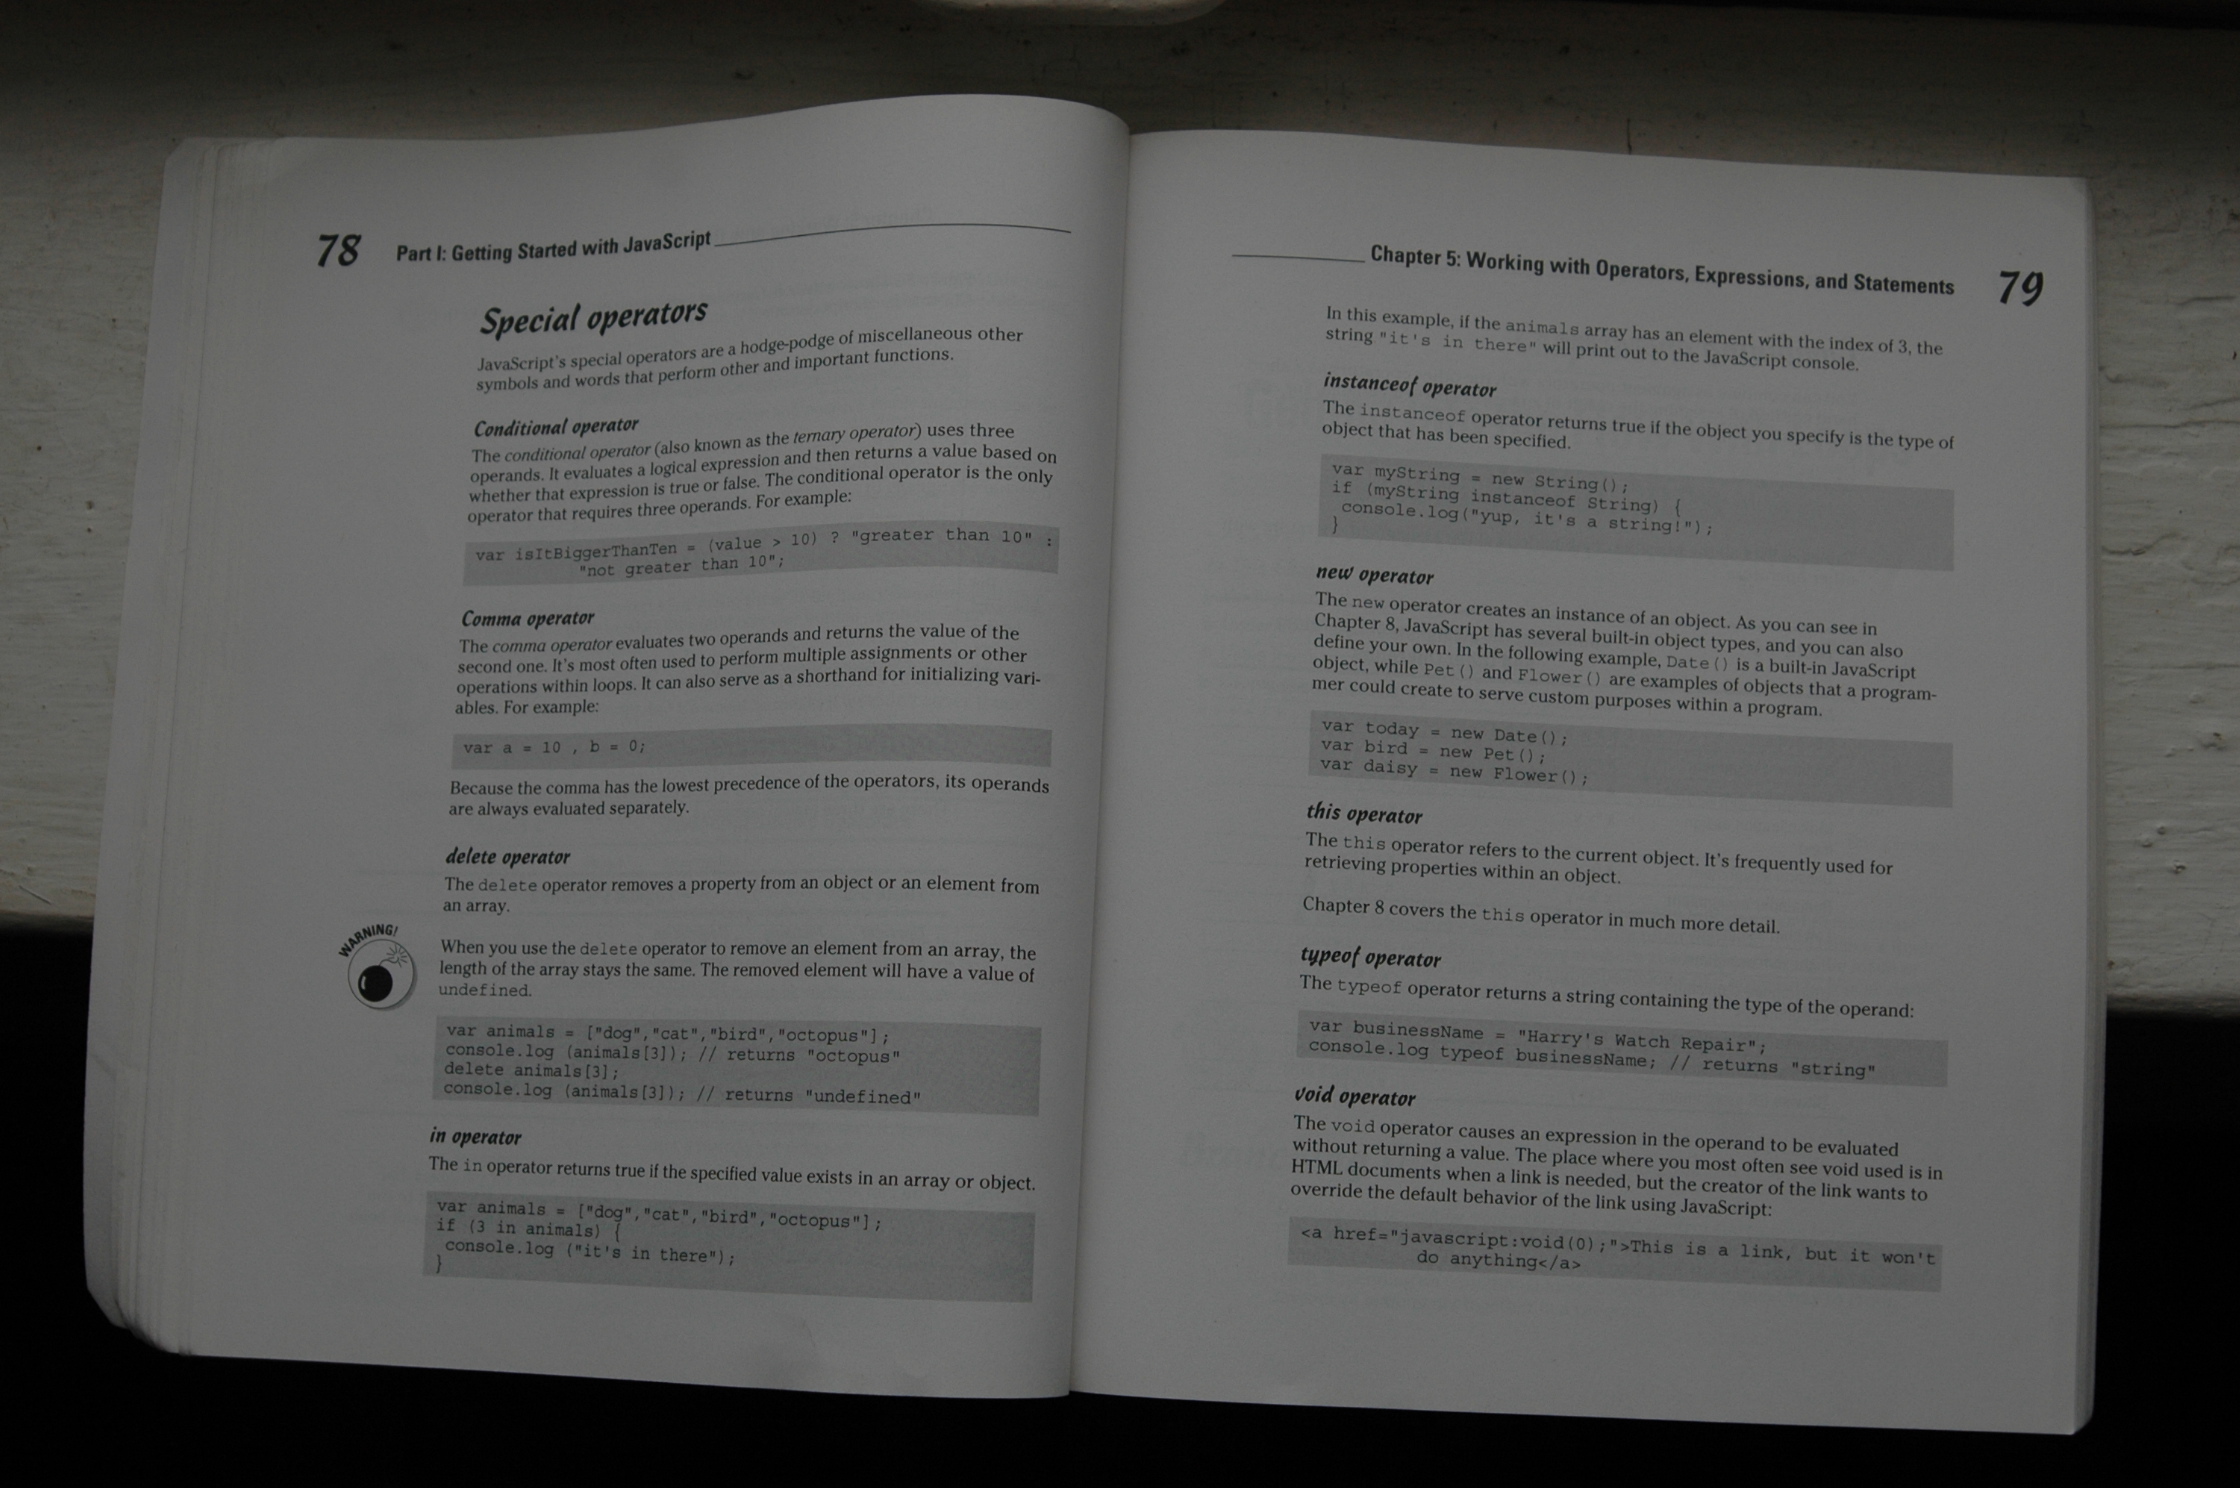 78 Part I: Getting Started with JavaScript
Special operators
JavaScript's special operators are a hodge-podge of miscellaneous other
symbols and words that perform other and important functions.
Conditional operator
The conditional operator (also known as the ternary operator) uses three
operands. It evaluates a logical expression and then returns a value based on
whether that expression is true or false. The conditional operator is the only
operator that requires three operands. For example:
var isItBiggerThanTen = (value > 10) ? "greater than 10" :
"not greater than 10";
Comma operator
The comma operator evaluates two operands and returns the value of the
second one. It's most often used to perform multiple assignments or other
operations within loops. It can also serve as a shorthand for initializing vari-
ables. For example:
var a = 10 , b = 0;
Because the comma has the lowest precedence of the operators, its operands
are always evaluated separately.
delete operator
The delete operator removes a property from an object or an element from
an array.
WARNING!
When you use the delete operator to remove an element from an array, the
length of the array stays the same. The removed element will have a value of
undefined.
var animals = ["dog","cat","bird","octopus"];
console.log (animals[3]); // returns "octopus"
delete animals[3];
console.log (animals[3]); // returns "undefined"
in operator
The in operator returns true if the specified value exists in an array or object.
var animals = ["dog","cat","bird","octopus"];
if (3 in animals) {
console.log ("it's in there");
}
Chapter 5: Working with Operators, Expressions, and Statements 79
In this example, if the animals array has an element with the index of 3, the
string "it's in there" will print out to the JavaScript console.
instanceof operator
The instanceof operator returns true if the object you specify is the type of
object that has been specified.
var myString = new String();
if (myString instanceof String) {
console.log("yup, it's a string!");
}
new operator
The new operator creates an instance of an object. As you can see in
Chapter 8, JavaScript has several built-in object types, and you can also
define your own. In the following example, Date() is a built-in JavaScript
object, while Pet() and Flower() are examples of objects that a program-
mer could create to serve custom purposes within a program.
var today = new Date();
var bird = new Pet();
var daisy = new Flower();
this operator
The this operator refers to the current object. It's frequently used for
retrieving properties within an object.
Chapter 8 covers the this operator in much more detail.
typeof operator
The typeof operator returns a string containing the type of the operand:
var businessName = "Harry's Watch Repair";
console.log typeof businessName; // returns "string"
void operator
The void operator causes an expression in the operand to be evaluated
without returning a value. The place where you most often see void used is in
HTML documents when a link is needed, but the creator of the link wants to
override the default behavior of the link using JavaScript:
<a href="javascript:void(0);">This is a link, but it won't
do anything</a>